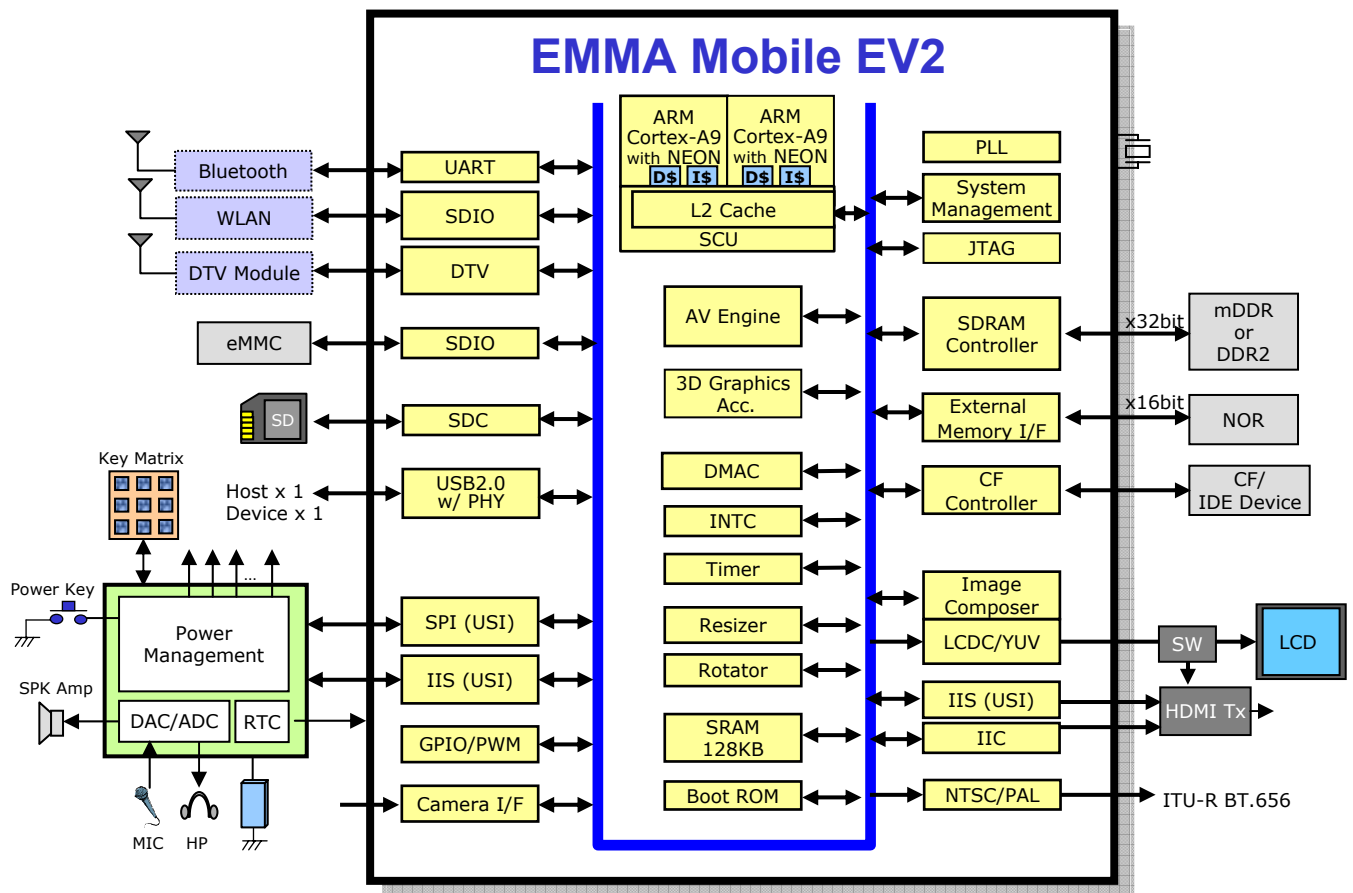 EMMA Mobile EV2
Bluetooth
WLAN
DTV Module
eMMC
SD
Key Matrix
Host x 1
Device x 1
...
Power Key
Power
Management
SPK Amp
DAC/ADC
RTC
MIC
HP
UART
SDIO
DTV
SDIO
SDC
USB2.0
w/ PHY
SPI (USI)
IIS (USI)
GPIO/PWM
Camera I/F
ARM
Cortex-A9
with NEON
D$ I$
ARM
Cortex-A9
with NEON
D$ I$
L2 Cache
SCU
AV Engine
3D Graphics
Acc.
DMAC
INTC
Timer
Resizer
Rotator
SRAM
128KB
Boot ROM
PLL
System
Management
JTAG
SDRAM
Controller
External
Memory I/F
CF
Controller
Image
Composer
LCDC/YUV
IIS (USI)
IIC
NTSC/PAL
x32bit
mDDR
or
DDR2
x16bit
NOR
CF/
IDE Device
SW
LCD
HDMI Tx
ITU-R BT.656